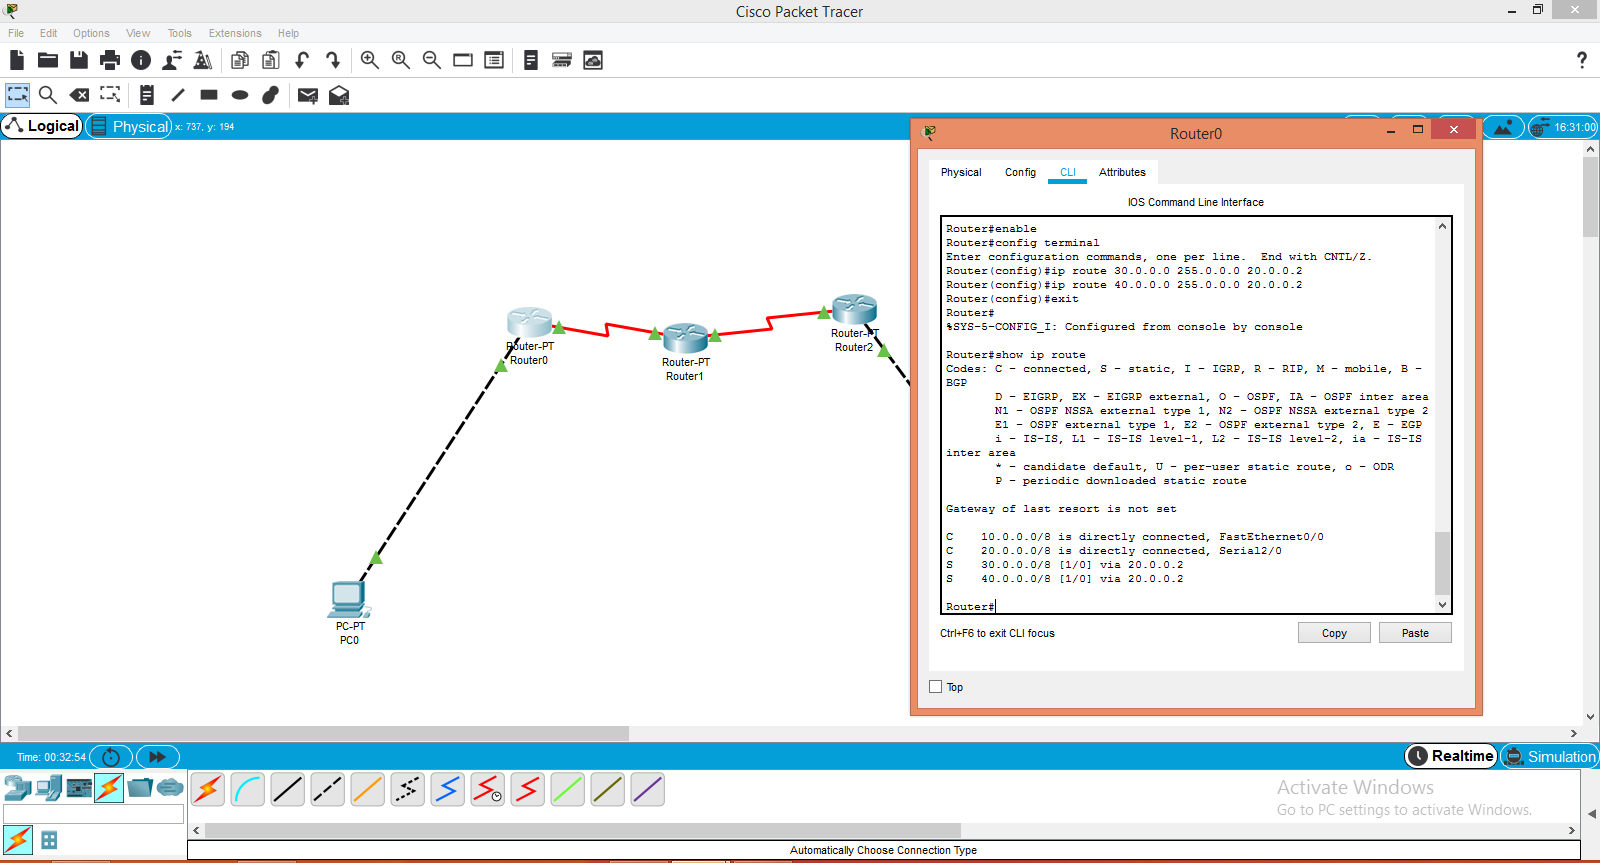 Cisco Packet Tracer
File Edit Options View Tools Extensions Help
Logical Physical x: 737, y: 194
16:31:00
Router0
Physical Config CLI Attributes
IOS Command Line Interface
Router#enable
Router#config terminal
Enter configuration commands, one per line.  End with CNTL/Z.
Router(config)#ip route 30.0.0.0 255.0.0.0 20.0.0.2
Router(config)#ip route 40.0.0.0 255.0.0.0 20.0.0.2
Router(config)#exit
Router#
%SYS-5-CONFIG_I: Configured from console by console
Router#show ip route
Codes: C - connected, S - static, I - IGRP, R - RIP, M - mobile, B -
BGP
D - EIGRP, EX - EIGRP external, O - OSPF, IA - OSPF inter area
N1 - OSPF NSSA external type 1, N2 - OSPF NSSA external type 2
E1 - OSPF external type 1, E2 - OSPF external type 2, E - EGP
i - IS-IS, L1 - IS-IS level-1, L2 - IS-IS level-2, ia - IS-IS
inter area
* - candidate default, U - per-user static route, o - ODR
P - periodic downloaded static route
Gateway of last resort is not set
C    10.0.0.0/8 is directly connected, FastEthernet0/0
C    20.0.0.0/8 is directly connected, Serial2/0
S    30.0.0.0/8 [1/0] via 20.0.0.2
S    40.0.0.0/8 [1/0] via 20.0.0.2
Router#
Ctrl+F6 to exit CLI focus
Copy
Paste
Top
Router-PT
Router0
Router-PT
Router1
Router-PT
Router2
PC-PT
PC0
Time: 00:32:54
Realtime
Simulation
Activate Windows
Go to PC settings to activate Windows.
Automatically Choose Connection Type